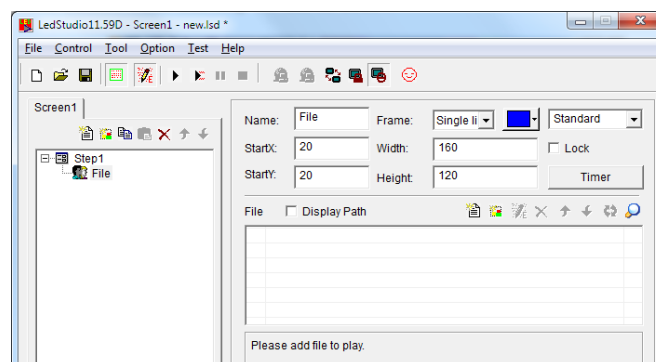 LedStudio11.59D - Screen1 - new.lsd *
File Control Tool Option Test Help
Screen1
Name: File Frame: Single li Standard
StartX: 20 Width: 160 Lock
Step1
StartY: 20 Height: 120 Timer
File
File Display Path
Please add file to play.